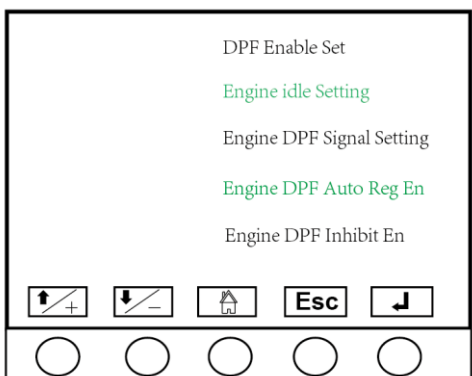 DPF Enable Set
Engine idle Setting
Engine DPF Signal Setting
Engine DPF Auto Reg En
Engine DPF Inhibit En
+ - Esc